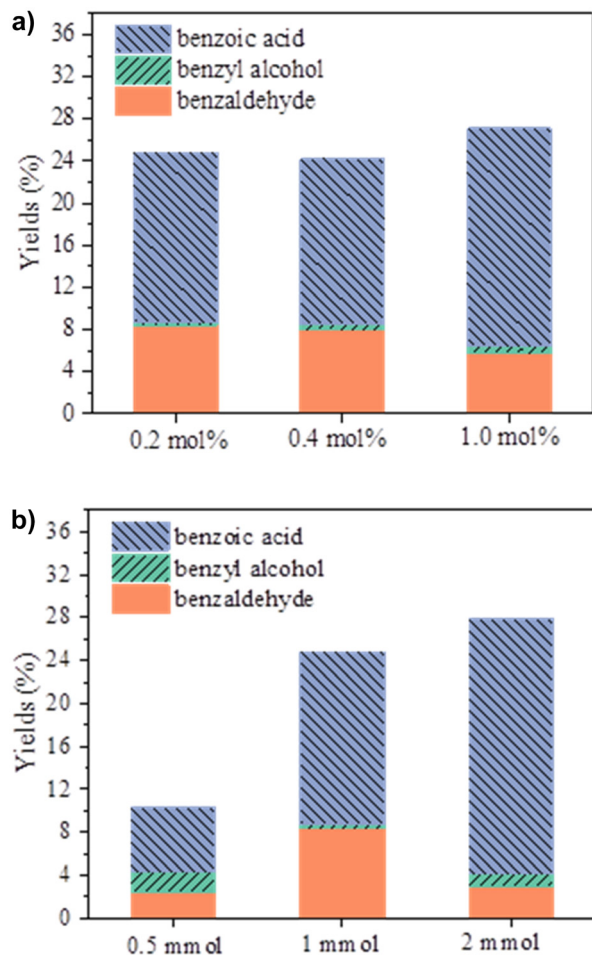 a)
36
32
28
24
20
16
12
8
4
0
Yields (%)
benzoic acid
benzyl alcohol
benzaldehyde
0.2 mol% 0.4 mol% 1.0 mol%
b)
36
32
28
24
20
16
12
8
4
0
Yields (%)
benzoic acid
benzyl alcohol
benzaldehyde
0.5 mmol 1 mmol 2 mmol